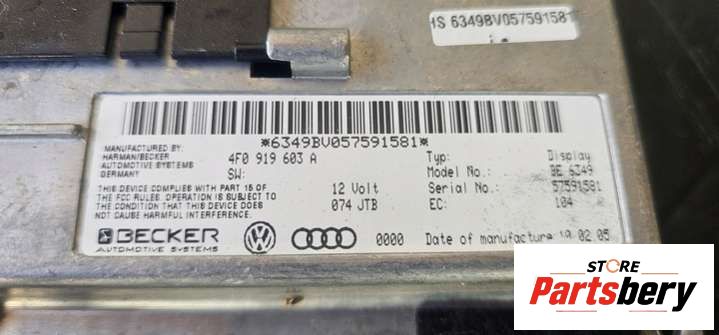 HS 6349BV057591581
*6349BV057591581*
MANUFACTURED BY:
HARMAN/BECKER
AUTOMOTIVE SYSTEMS
GERMANY
4F0 919 603 A
SW:
Typ: Display
Model No.: BE 6349
Serial No.: 57591581
EC: 104
THIS DEVICE COMPLIES WITH PART 15 OF
THE FCC RULES. OPERATION IS SUBJECT TO
THE CONDITION THAT THIS DEVICE DOES
NOT CAUSE HARMFUL INTERFERENCE.
12 Volt
074 JTB
BECKER
AUTOMOTIVE SYSTEMS
0000 Date of manufacture 10.02.05
STORE
Partsbery